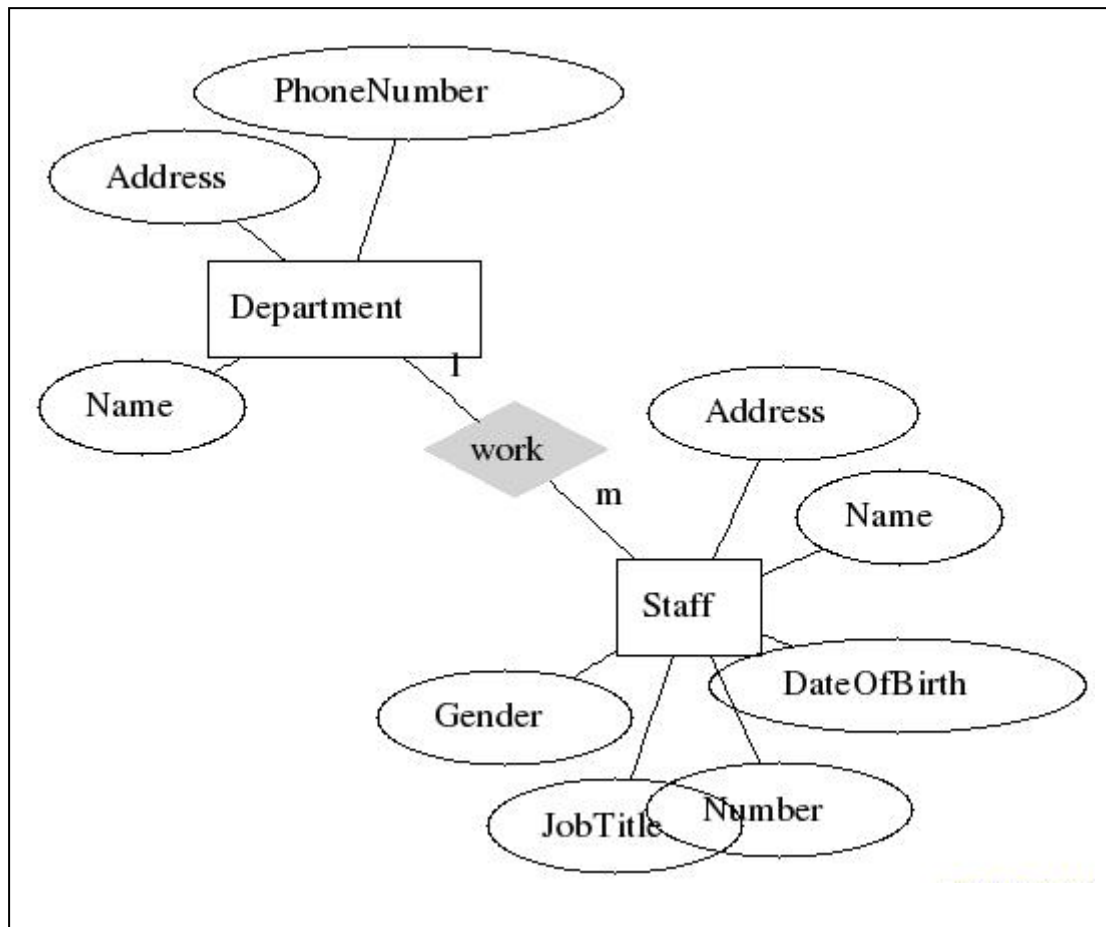 PhoneNumber
Address
Department
1
Name
work
m
Address
Name
Staff
DateOfBirth
Gender
JobTitle
Number